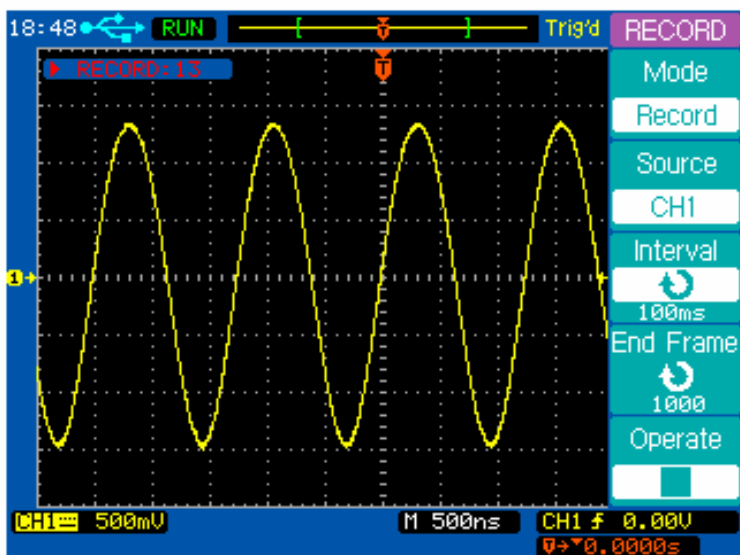 18:48 RUN Trig'd RECORD
RECORD:13
T
Mode
Record
Source
CH1
1
Interval
100ms
End Frame
1000
Operate
CH1 500mV M 500ns CH1 0.00V
T 0.0000s